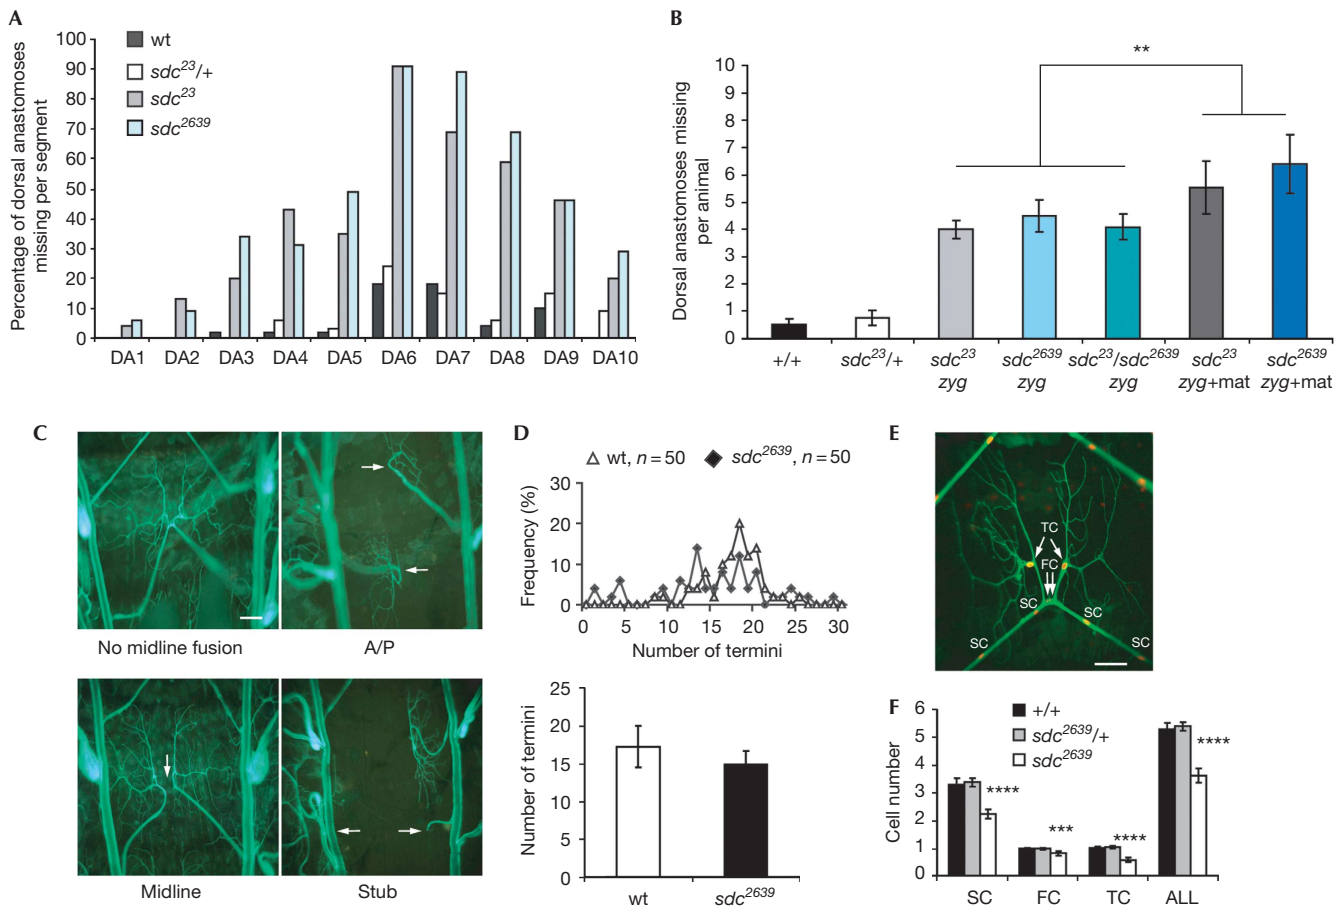 A
Percentage of dorsal anastomoses
missing per segment
100
90
80
70
60
50
40
30
20
10
0
wt
sdc23/+
sdc23
sdc2639
DA1 DA2 DA3 DA4 DA5 DA6 DA7 DA8 DA9 DA10
B
Dorsal anastomoses missing
per animal
10
9
8
7
6
5
4
3
2
1
0
**
+/+ sdc23/+ sdc23 sdc2639 sdc23/sdc2639 sdc23 sdc2639
zyg zyg zyg zyg+mat zyg+mat
C
No midline fusion A/P
Midline Stub
D
wt, n = 50 sdc2639, n = 50
Frequency (%)
30
20
10
0
0 5 10 15 20 25 30
Number of termini
Number of termini
25
20
15
10
5
0
wt sdc2639
E
TC
FC
SC SC
SC SC
F
Cell number
6
5
4
3
2
1
0
+/+
sdc2639/+
sdc2639
****
***
****
****
SC FC TC ALL